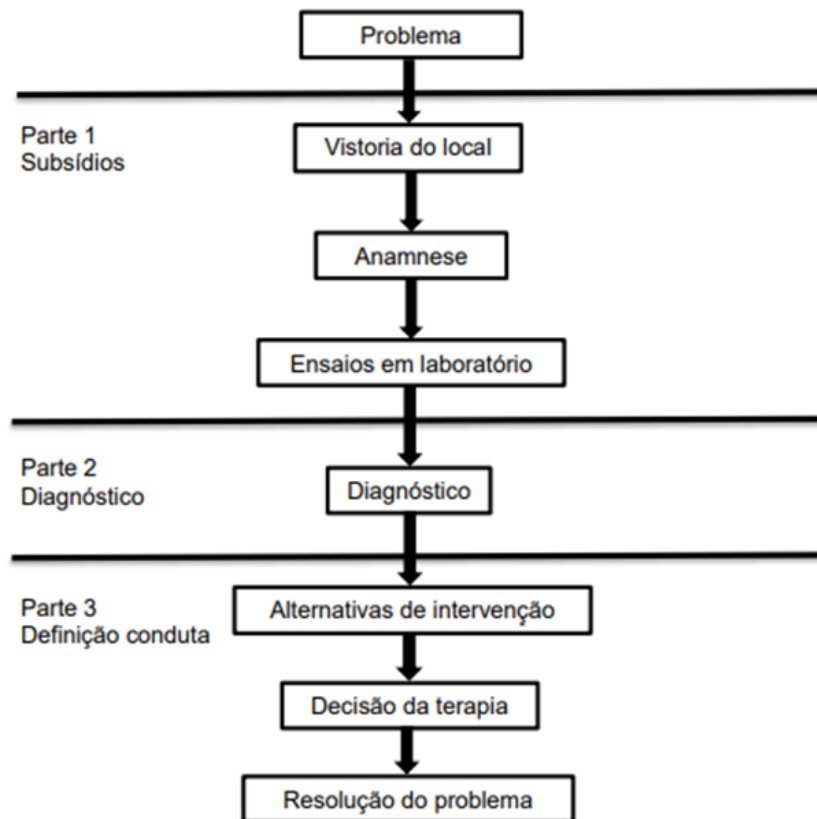 Problema
Parte 1
Subsídios
Vistoria do local
Anamnese
Ensaios em laboratório
Parte 2
Diagnóstico
Diagnóstico
Parte 3
Definição conduta
Alternativas de intervenção
Decisão da terapia
Resolução do problema